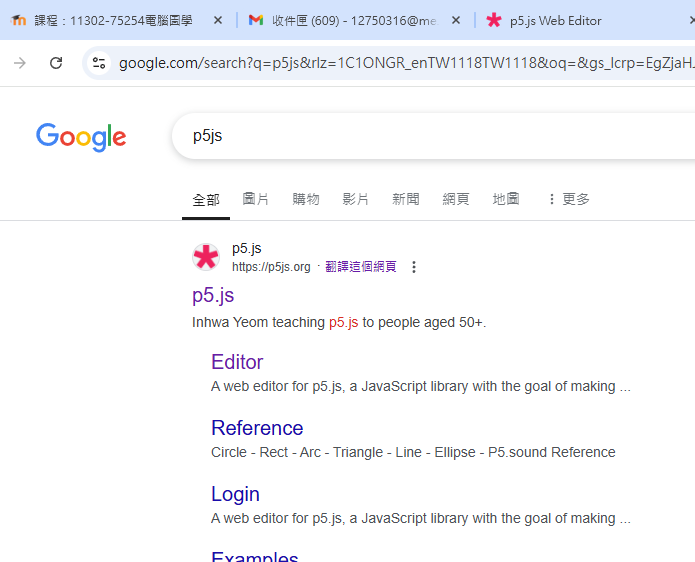 課程：11302-75254電腦圖學
收件匣 (609) - 12750316@me
p5.js Web Editor
google.com/search?q=p5js&rlz=1C1ONGR_enTW1118TW1118&oq=&gs_lcrp=EgZjaHJ
Google
p5js
全部 圖片 購物 影片 新聞 網頁 地圖 更多
p5.js
https://p5js.org · 翻譯這個網頁
p5.js
Inhwa Yeom teaching p5.js to people aged 50+.
Editor
A web editor for p5.js, a JavaScript library with the goal of making ...
Reference
Circle - Rect - Arc - Triangle - Line - Ellipse - P5.sound Reference
Login
A web editor for p5.js, a JavaScript library with the goal of making ...
Examples